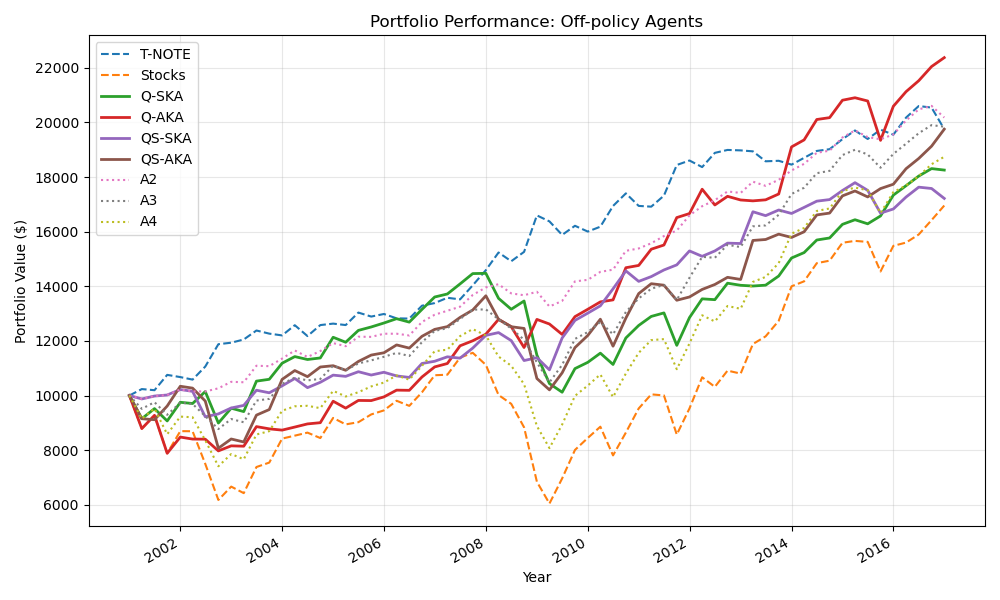 Portfolio Performance: Off-policy Agents
T-NOTE
Stocks
Q-SKA
Q-AKA
QS-SKA
QS-AKA
A2
A3
A4
Portfolio Value ($)
22000
20000
18000
16000
14000
12000
10000
8000
6000
2002
2004
2006
2008
2010
2012
2014
2016
Year